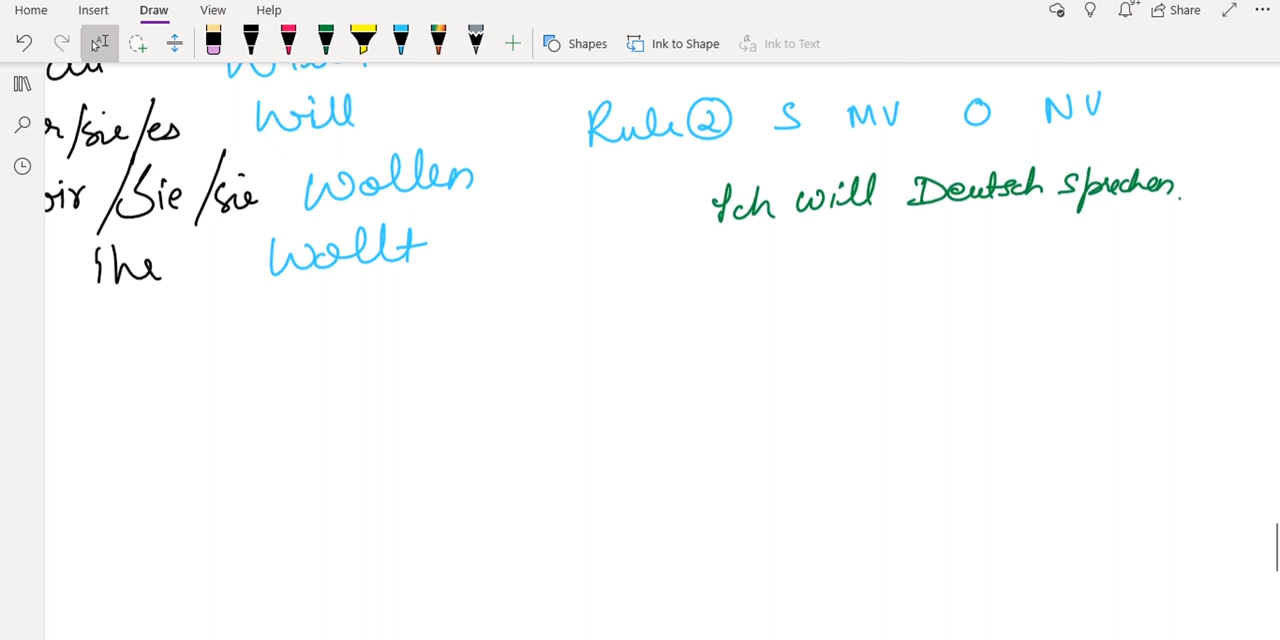 Home Insert Draw View Help
Share
Shapes Ink to Shape Ink to Text
will
Rule ② S MV O NV
r/sie/es
wir/Sie/sie wollen
Ich will Deutsch sprechen.
ihr wollt